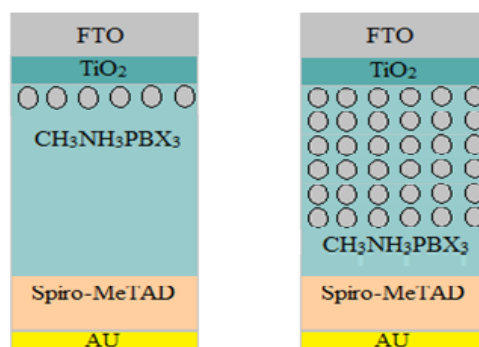 FTO
TiO₂
CH₃NH₃PBX₃
Spiro-MeTAD
AU
FTO
TiO₂
CH₃NH₃PBX₃
Spiro-MeTAD
AU